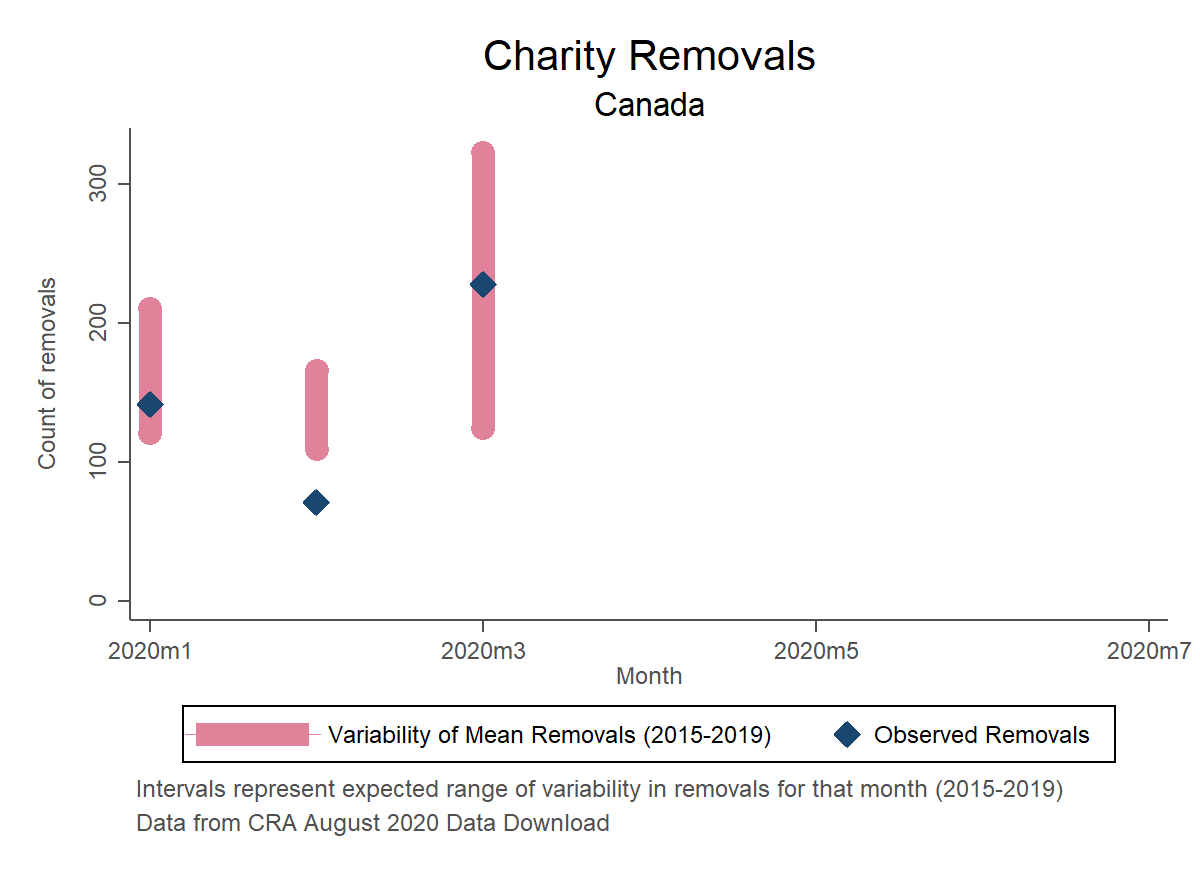 Charity Removals
Canada
Count of removals
300
200
100
0
2020m1 2020m3 2020m5 2020m7
Month
Variability of Mean Removals (2015-2019) Observed Removals
Intervals represent expected range of variability in removals for that month (2015-2019)
Data from CRA August 2020 Data Download